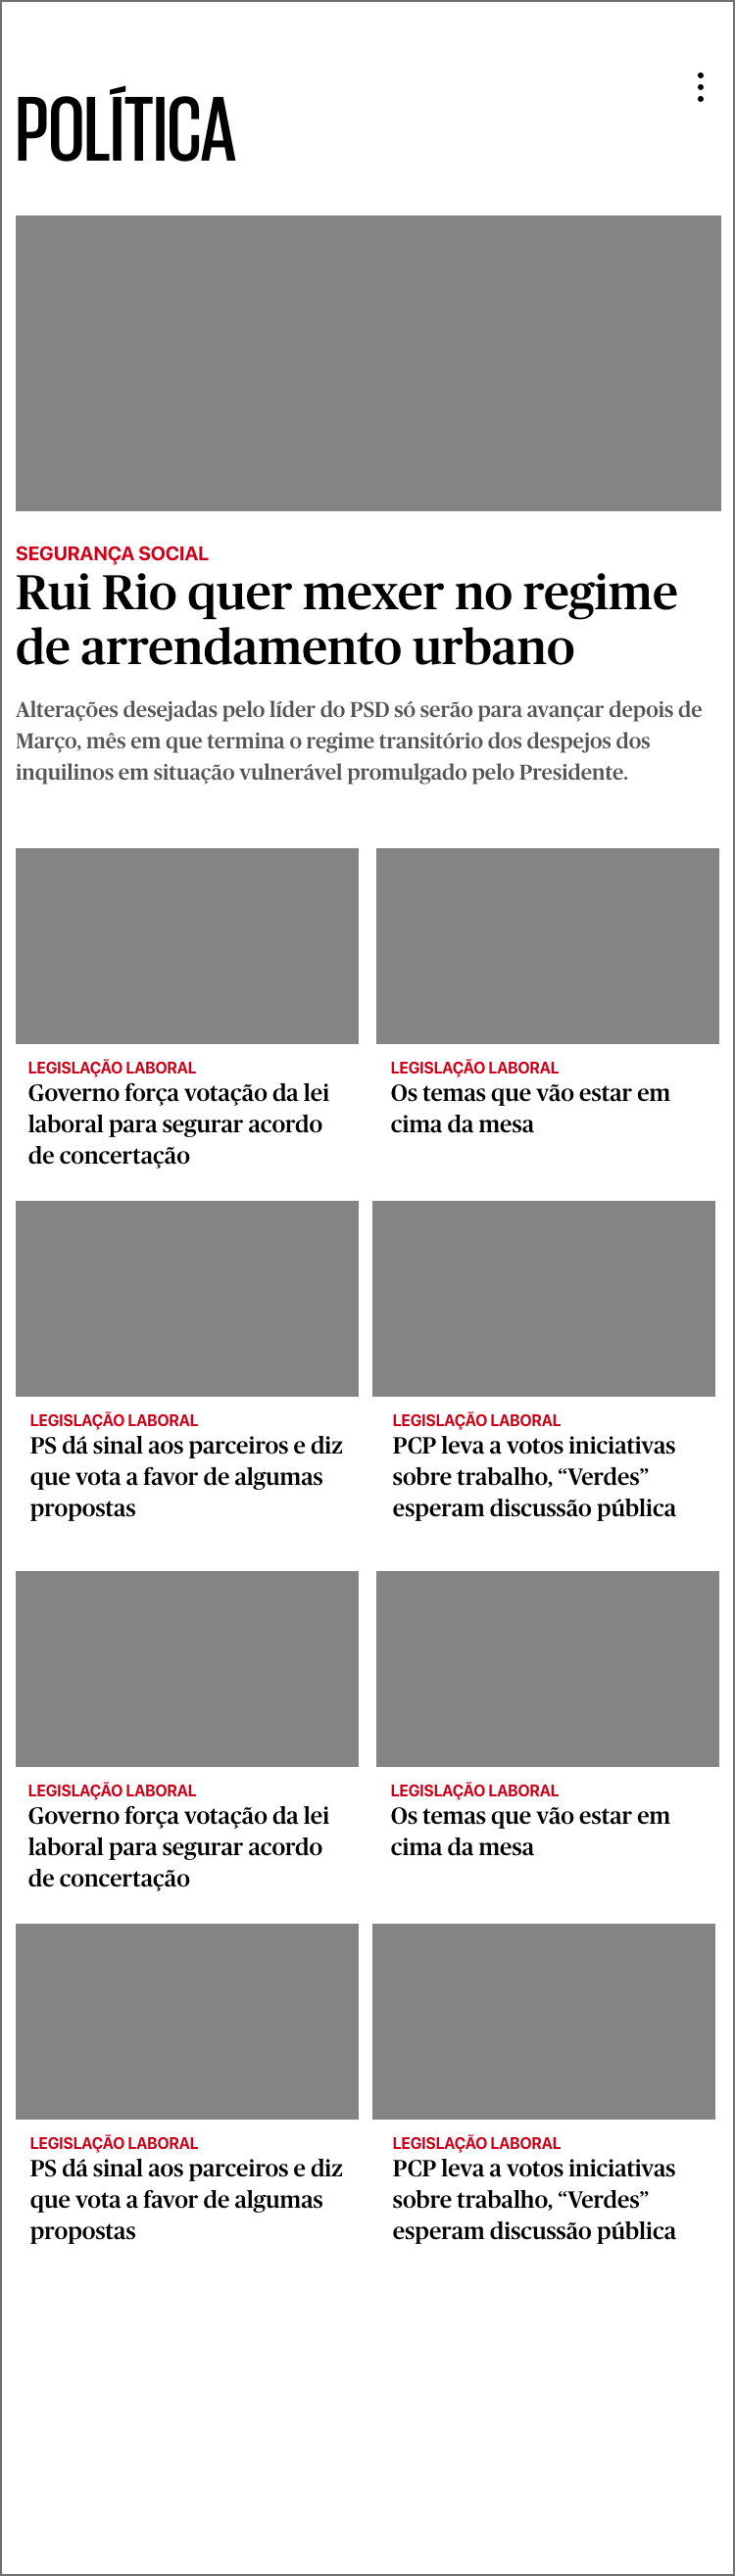 POLÍTICA
SEGURANÇA SOCIAL
Rui Rio quer mexer no regime
de arrendamento urbano
Alterações desejadas pelo líder do PSD só serão para avançar depois de
Março, mês em que termina o regime transitório dos despejos dos
inquilinos em situação vulnerável promulgado pelo Presidente.
LEGISLAÇÃO LABORAL
Governo força votação da lei
laboral para segurar acordo
de concertação
LEGISLAÇÃO LABORAL
Os temas que vão estar em
cima da mesa
LEGISLAÇÃO LABORAL
PS dá sinal aos parceiros e diz
que vota a favor de algumas
propostas
LEGISLAÇÃO LABORAL
PCP leva a votos iniciativas
sobre trabalho, “Verdes”
esperam discussão pública
LEGISLAÇÃO LABORAL
Governo força votação da lei
laboral para segurar acordo
de concertação
LEGISLAÇÃO LABORAL
Os temas que vão estar em
cima da mesa
LEGISLAÇÃO LABORAL
PS dá sinal aos parceiros e diz
que vota a favor de algumas
propostas
LEGISLAÇÃO LABORAL
PCP leva a votos iniciativas
sobre trabalho, “Verdes”
esperam discussão pública